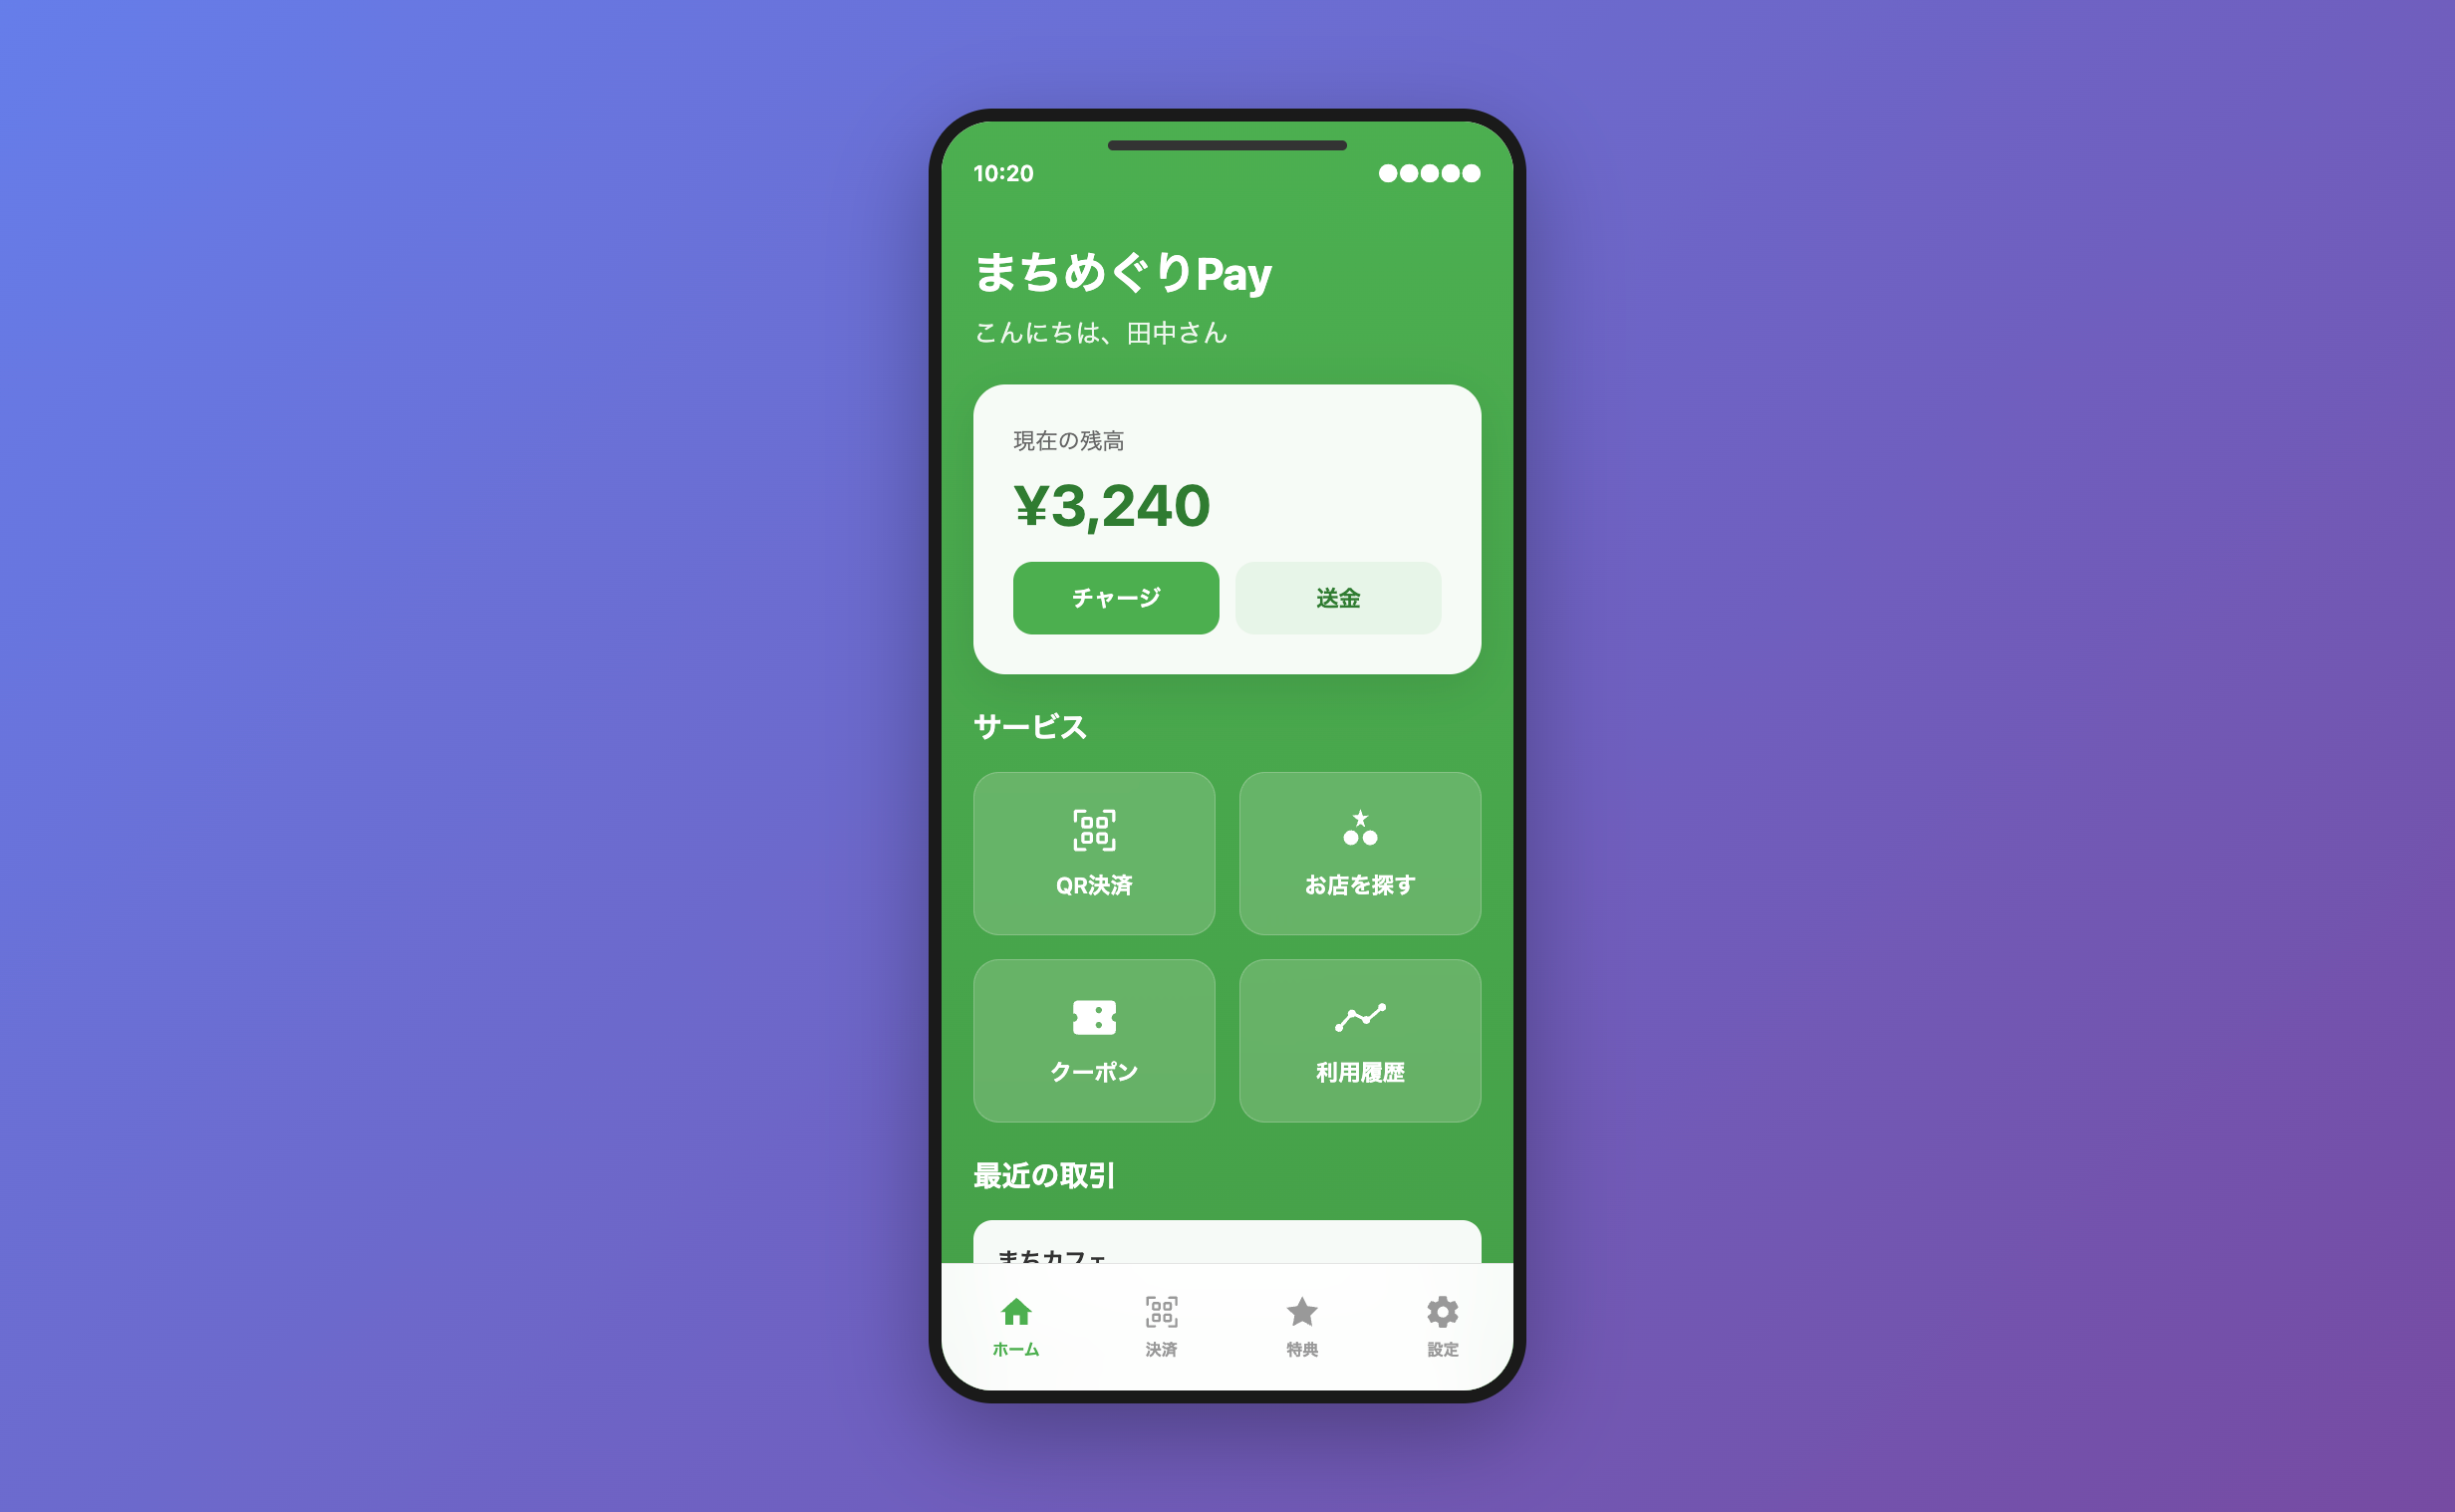 10:20
まちめぐりPay
こんにちは、田中さん
現在の残高
¥3,240
チャージ 送金
サービス
QR決済 お店を探す
クーポン 利用履歴
最近の取引
まちカフェ
ホーム 決済 特典 設定